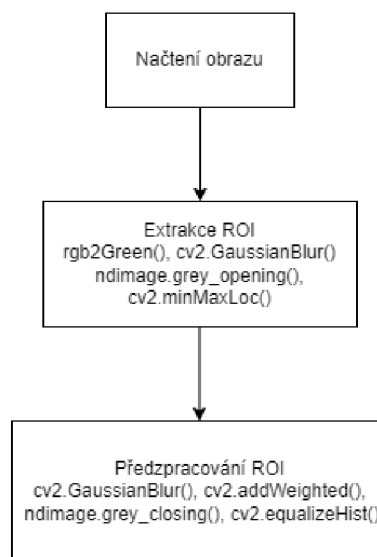 Načtení obrazu
Extrakce ROI
rgb2Green(), cv2.GaussianBlur()
ndimage.grey_opening(),
cv2.minMaxLoc()
Předzpracování ROI
cv2.GaussianBlur(), cv2.addWeighted(),
ndimage.grey_closing(), cv2.equalizeHist()